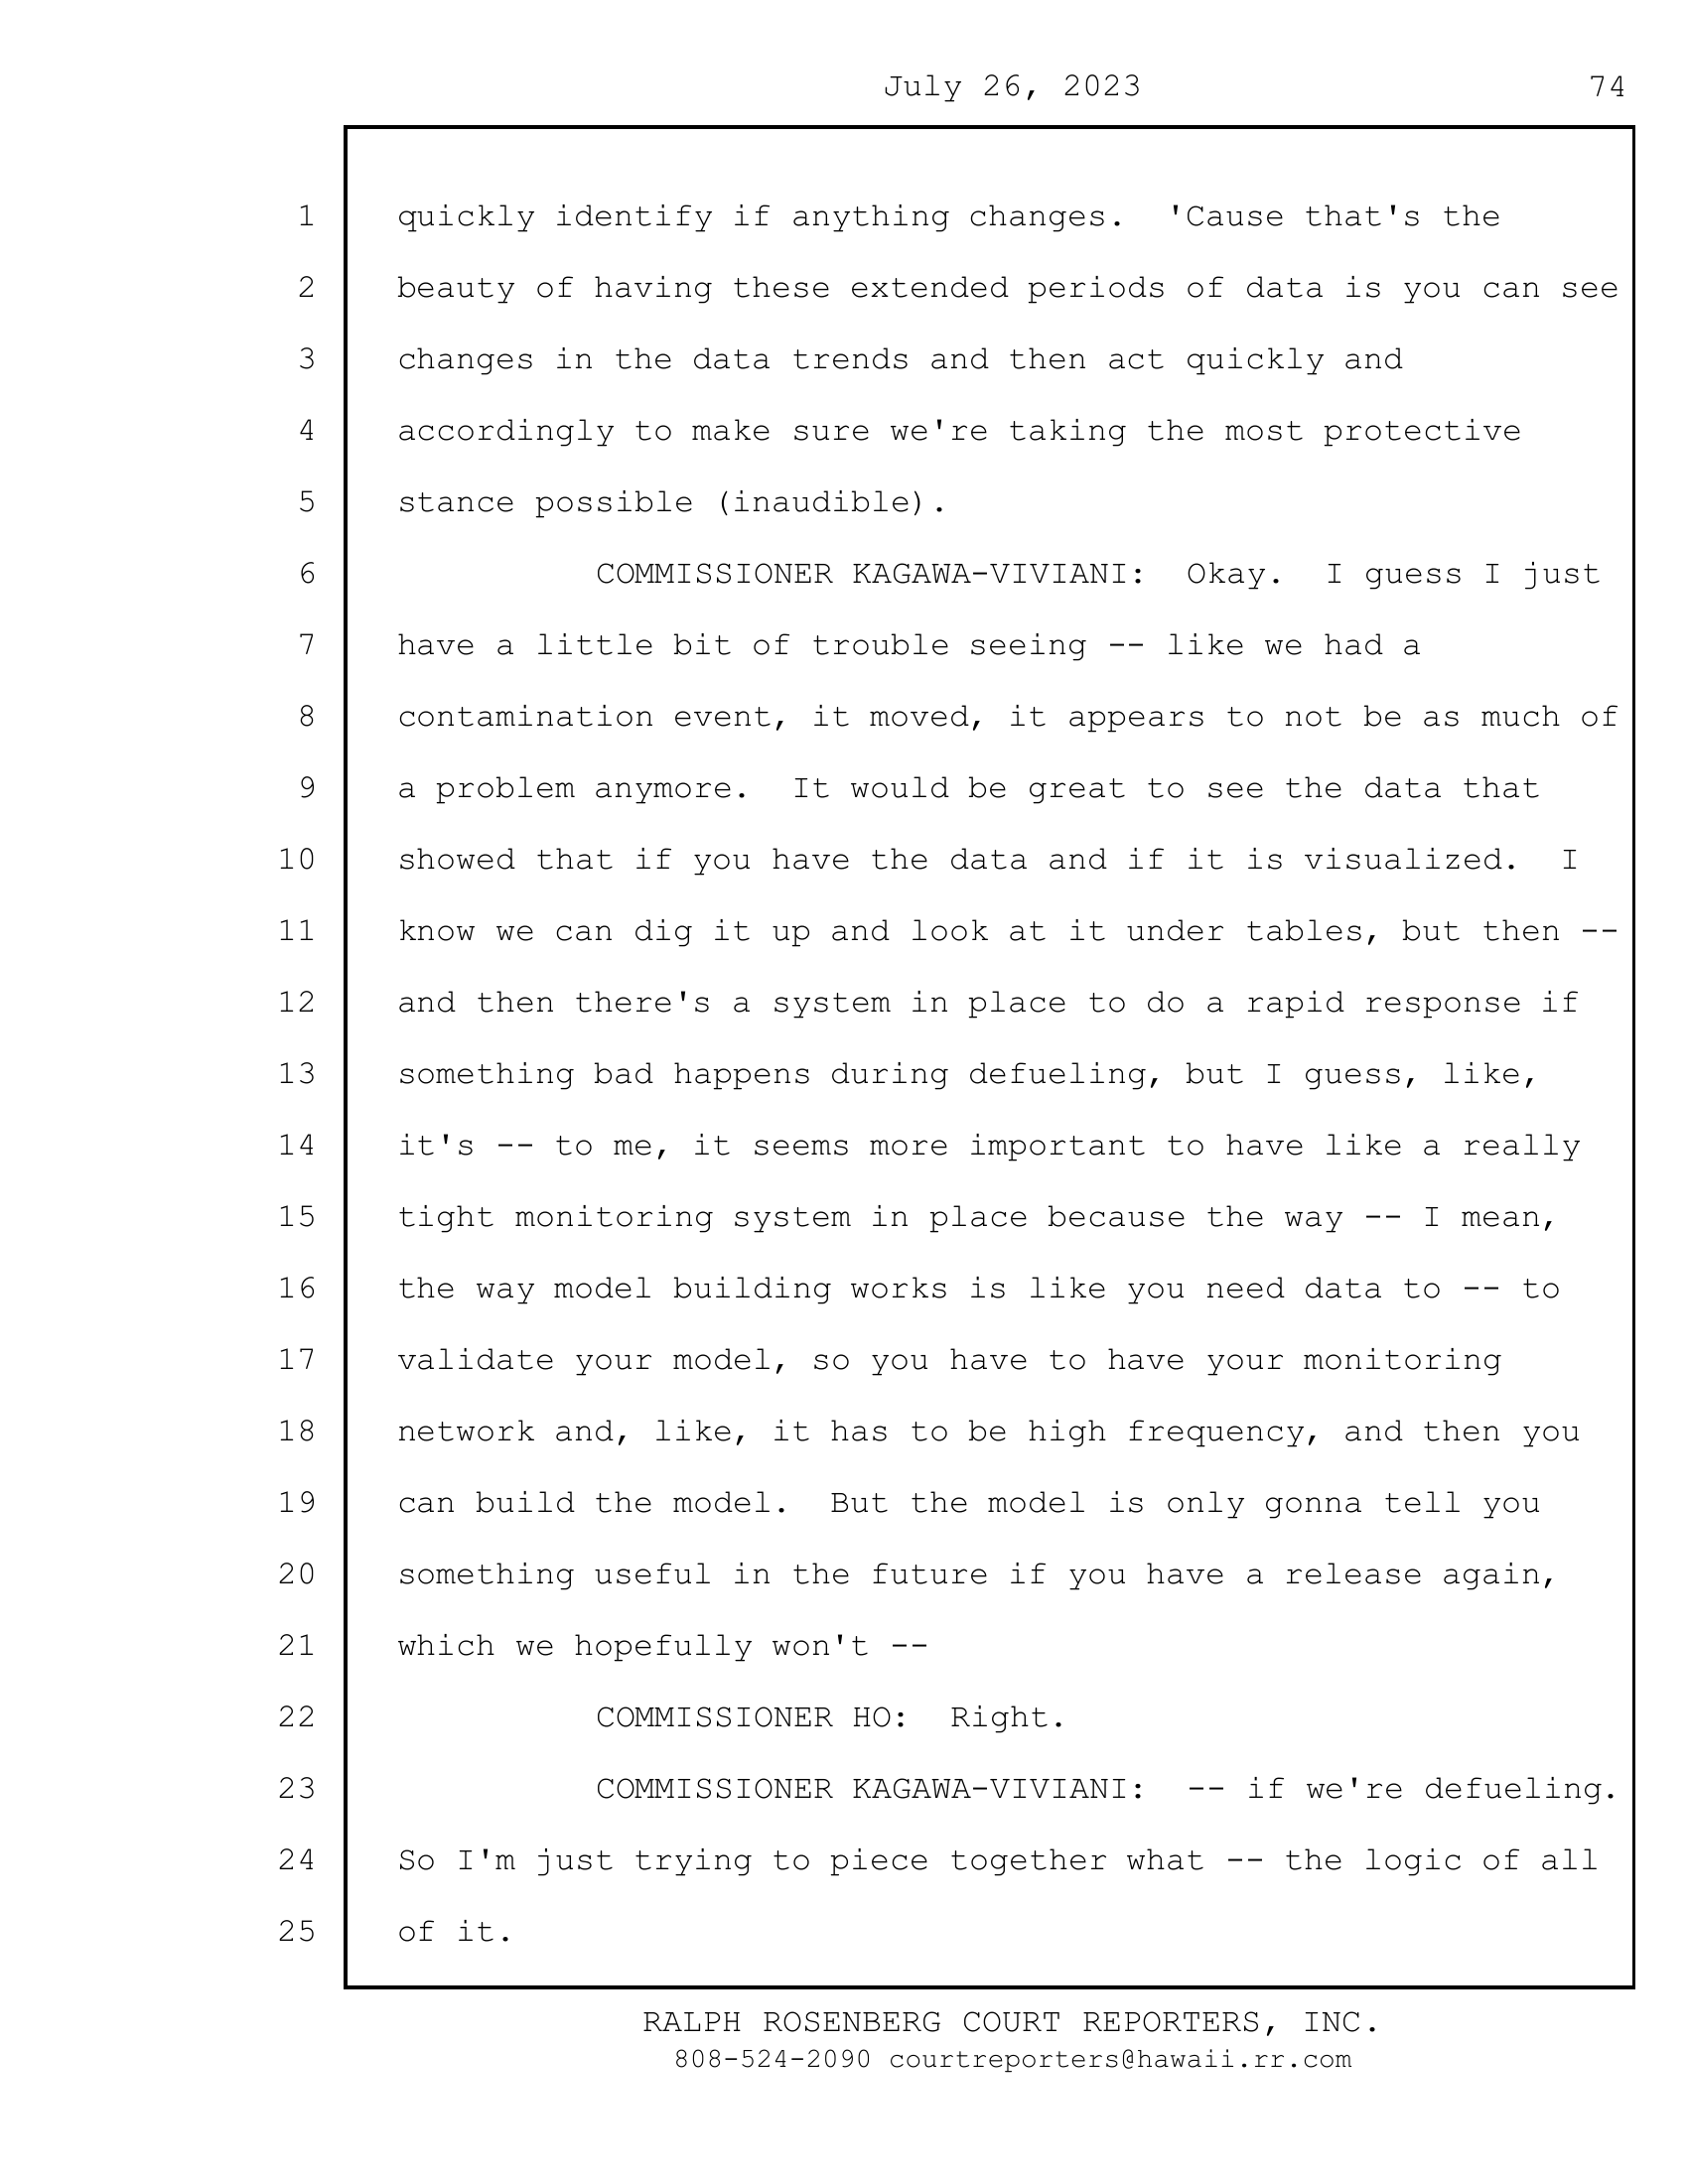 July 26, 2023 74
1 quickly identify if anything changes.  'Cause that's the
2 beauty of having these extended periods of data is you can see
3 changes in the data trends and then act quickly and
4 accordingly to make sure we're taking the most protective
5 stance possible (inaudible).
6 COMMISSIONER KAGAWA-VIVIANI:  Okay.  I guess I just
7 have a little bit of trouble seeing -- like we had a
8 contamination event, it moved, it appears to not be as much of
9 a problem anymore.  It would be great to see the data that
10 showed that if you have the data and if it is visualized.  I
11 know we can dig it up and look at it under tables, but then --
12 and then there's a system in place to do a rapid response if
13 something bad happens during defueling, but I guess, like,
14 it's -- to me, it seems more important to have like a really
15 tight monitoring system in place because the way -- I mean,
16 the way model building works is like you need data to -- to
17 validate your model, so you have to have your monitoring
18 network and, like, it has to be high frequency, and then you
19 can build the model.  But the model is only gonna tell you
20 something useful in the future if you have a release again,
21 which we hopefully won't --
22 COMMISSIONER HO:  Right.
23 COMMISSIONER KAGAWA-VIVIANI:  -- if we're defueling.
24 So I'm just trying to piece together what -- the logic of all
25 of it.
RALPH ROSENBERG COURT REPORTERS, INC.
808-524-2090 courtreporters@hawaii.rr.com